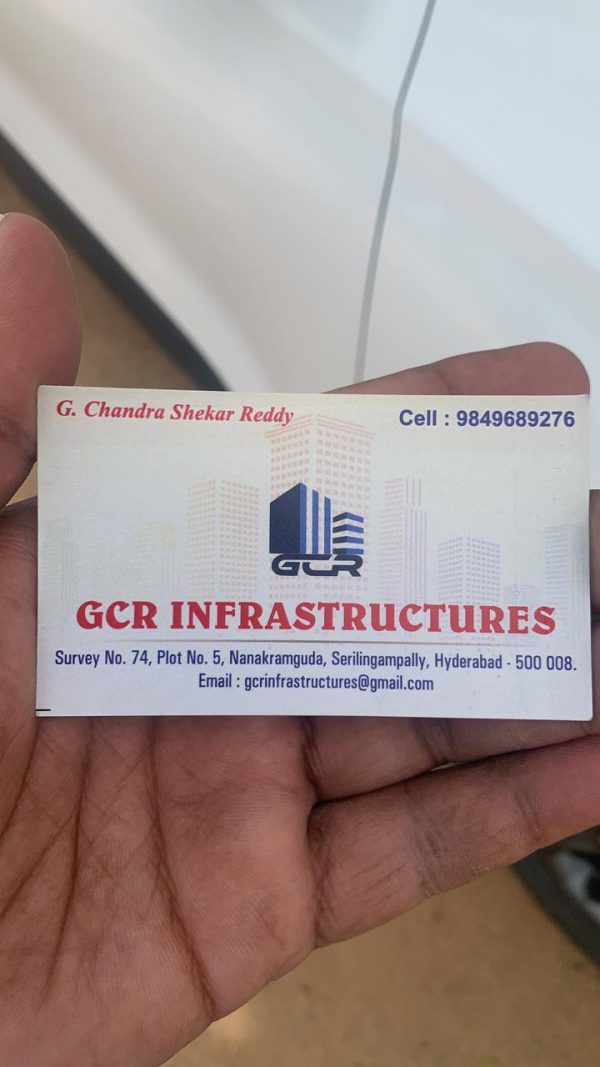 G. Chandra Shekar Reddy
Cell : 9849689276
GCR
GCR INFRASTRUCTURES
Survey No. 74, Plot No. 5, Nanakramguda, Serilingampally, Hyderabad - 500 008.
Email : gcrinfrastructures@gmail.com